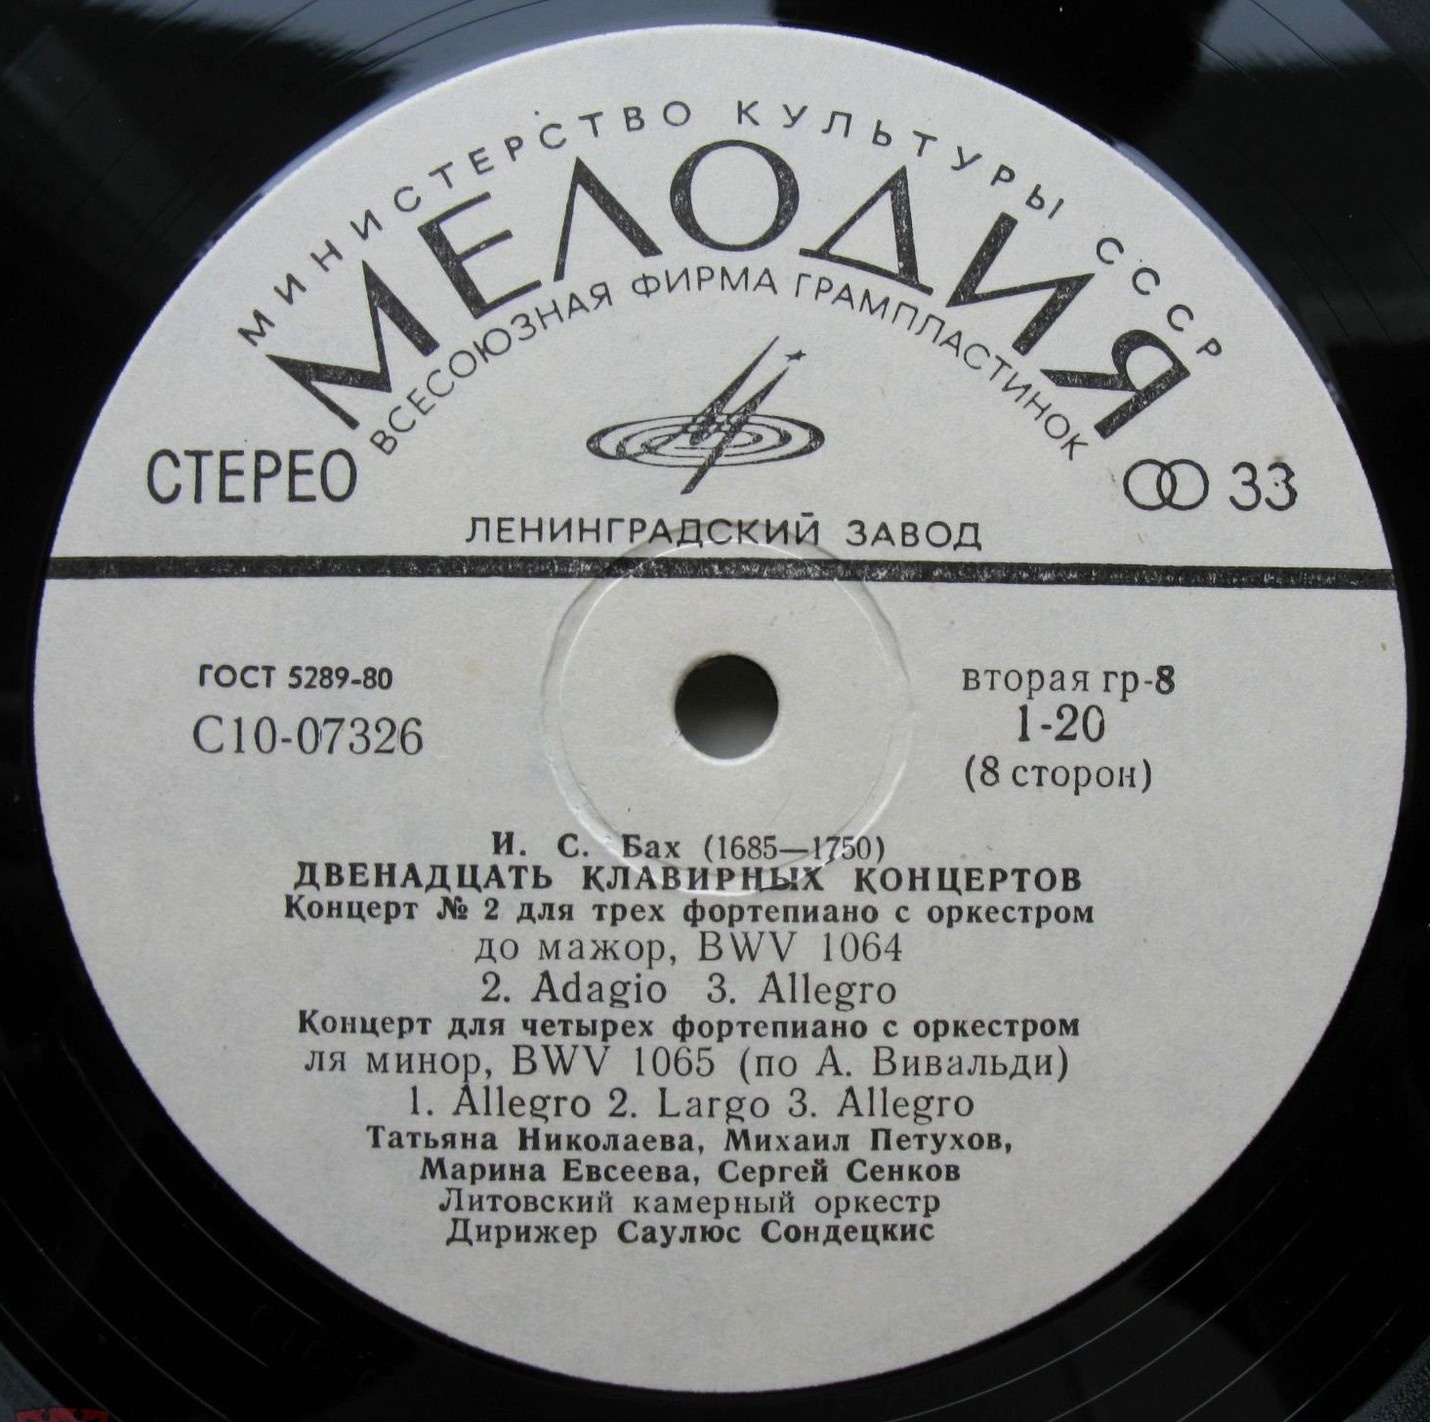 МИНИСТЕРСТВО КУЛЬТУРЫ СССР
МЕЛОДИЯ
ВСЕСОЮЗНАЯ ФИРМА ГРАМПЛАСТИНОК
СТЕРЕО
33
ЛЕНИНГРАДСКИЙ ЗАВОД
ГОСТ 5289-80
С10-07326
вторая гр-8
1-20
(8 сторон)
И. С. Бах (1685—1750)
ДВЕНАДЦАТЬ КЛАВИРНЫХ КОНЦЕРТОВ
Концерт № 2 для трех фортепиано с оркестром
до мажор, BWV 1064
2. Adagio 3. Allegro
Концерт для четырех фортепиано с оркестром
ля минор, BWV 1065 (по А. Вивальди)
1. Allegro 2. Largo 3. Allegro
Татьяна Николаева, Михаил Петухов,
Марина Евсеева, Сергей Сенков
Литовский камерный оркестр
Дирижер Саулюс Сондецкис